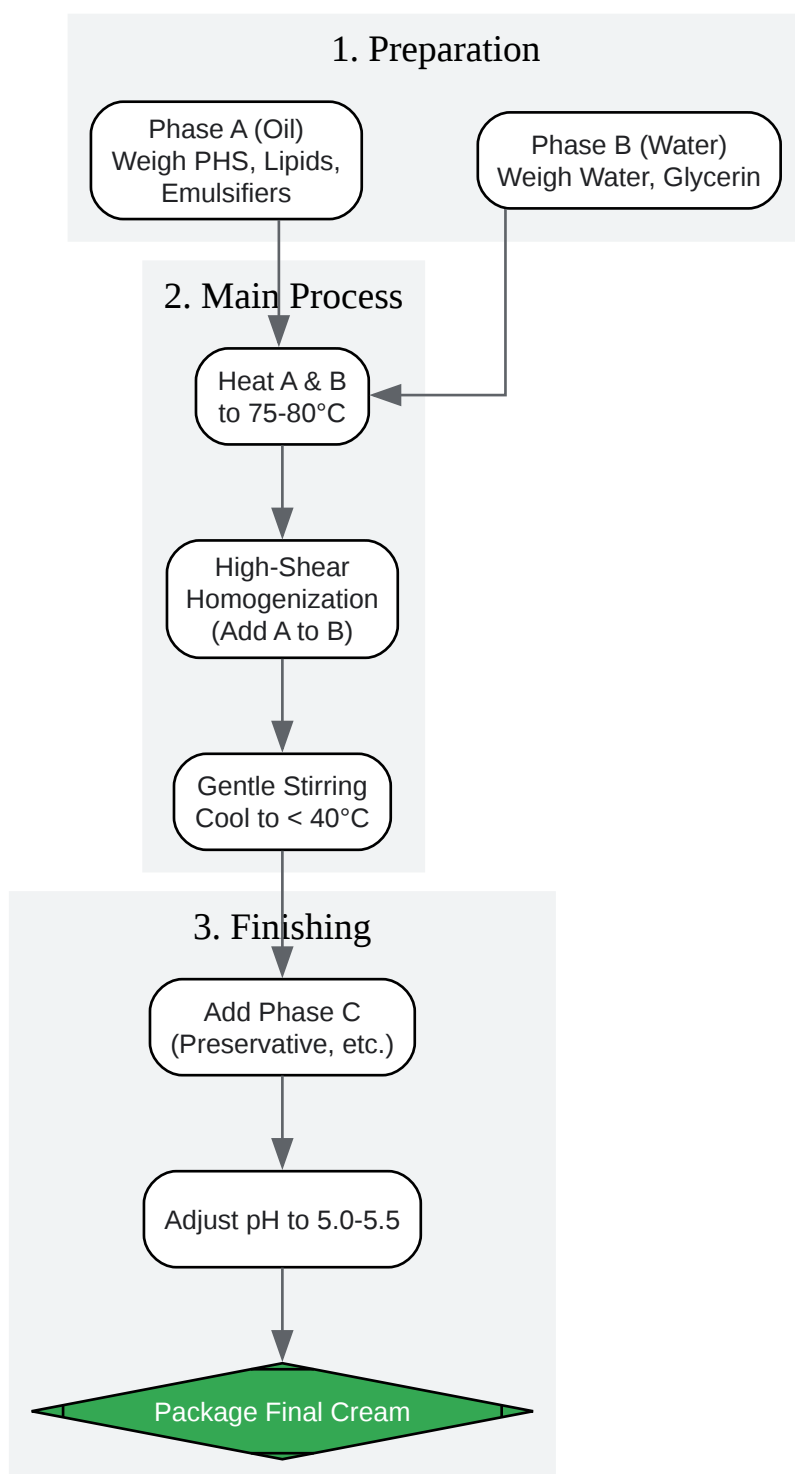 1. Preparation
Phase A (Oil)
Weigh PHS, Lipids,
Emulsifiers
Phase B (Water)
Weigh Water, Glycerin
2. Main Process
Heat A & B
to 75-80°C
High-Shear
Homogenization
(Add A to B)
Gentle Stirring
Cool to < 40°C
3. Finishing
Add Phase C
(Preservative, etc.)
Adjust pH to 5.0-5.5
Package Final Cream